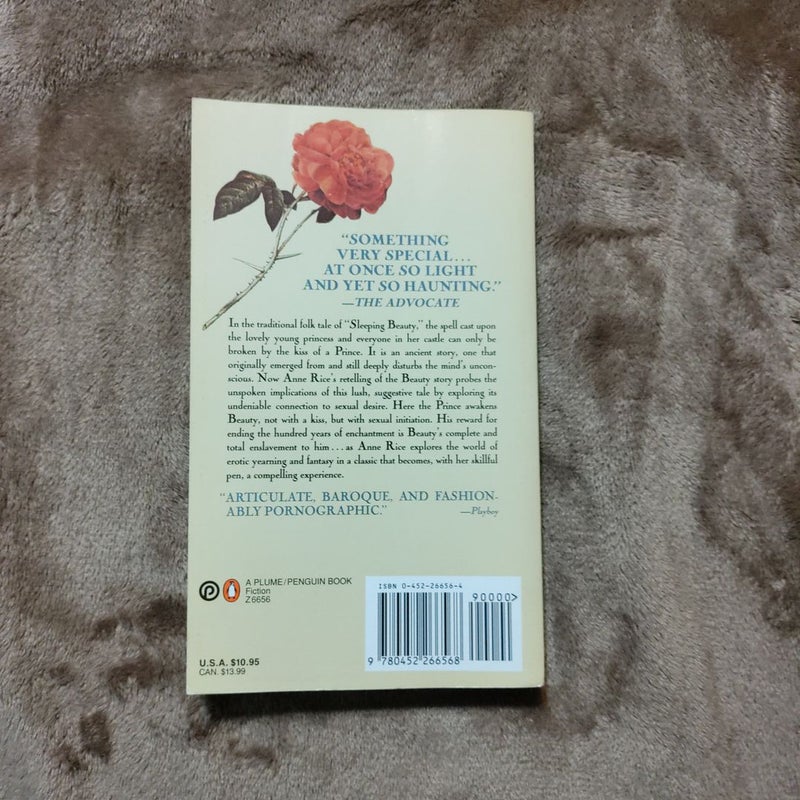 “SOMETHING
VERY SPECIAL...
AT ONCE SO LIGHT
AND YET SO HAUNTING.”
—THE ADVOCATE
In the traditional folk tale of “Sleeping Beauty,” the spell cast upon
the lovely young princess and everyone in her castle can only be
broken by the kiss of a Prince. It is an ancient story, one that
originally emerged from and still deeply disturbs the mind’s uncon-
scious. Now Anne Rice’s retelling of the Beauty story probes the
unspoken implications of this lush, suggestive tale by exploring its
undeniable connection to sexual desire. Here the Prince awakens
Beauty, not with a kiss, but with sexual initiation. His reward for
ending the hundred years of enchantment is Beauty’s complete and
total enslavement to him...as Anne Rice explores the world of
erotic yearning and fantasy in a classic that becomes, with her skillful
pen, a compelling experience.
“ARTICULATE, BAROQUE, AND FASHION-
ABLY PORNOGRAPHIC.” —Playboy
A PLUME/PENGUIN BOOK
Fiction
Z6656
U.S.A. $10.95
CAN. $13.99
ISBN 0-452-26656-4
90000>
9 780452 266568